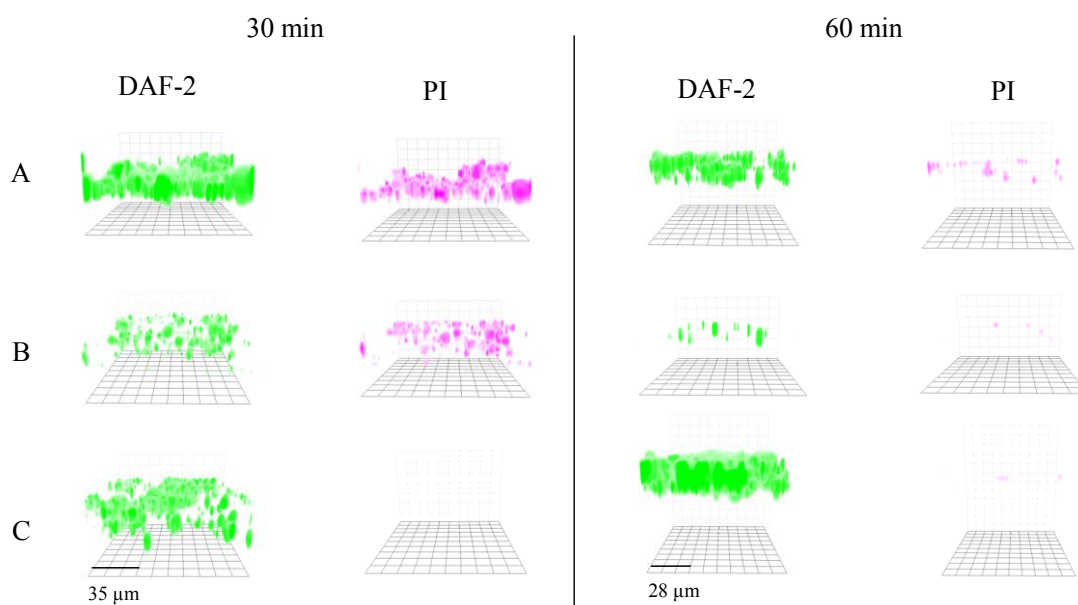 30 min 60 min
DAF-2 PI DAF-2 PI
A
B
C
35 μm 28 μm